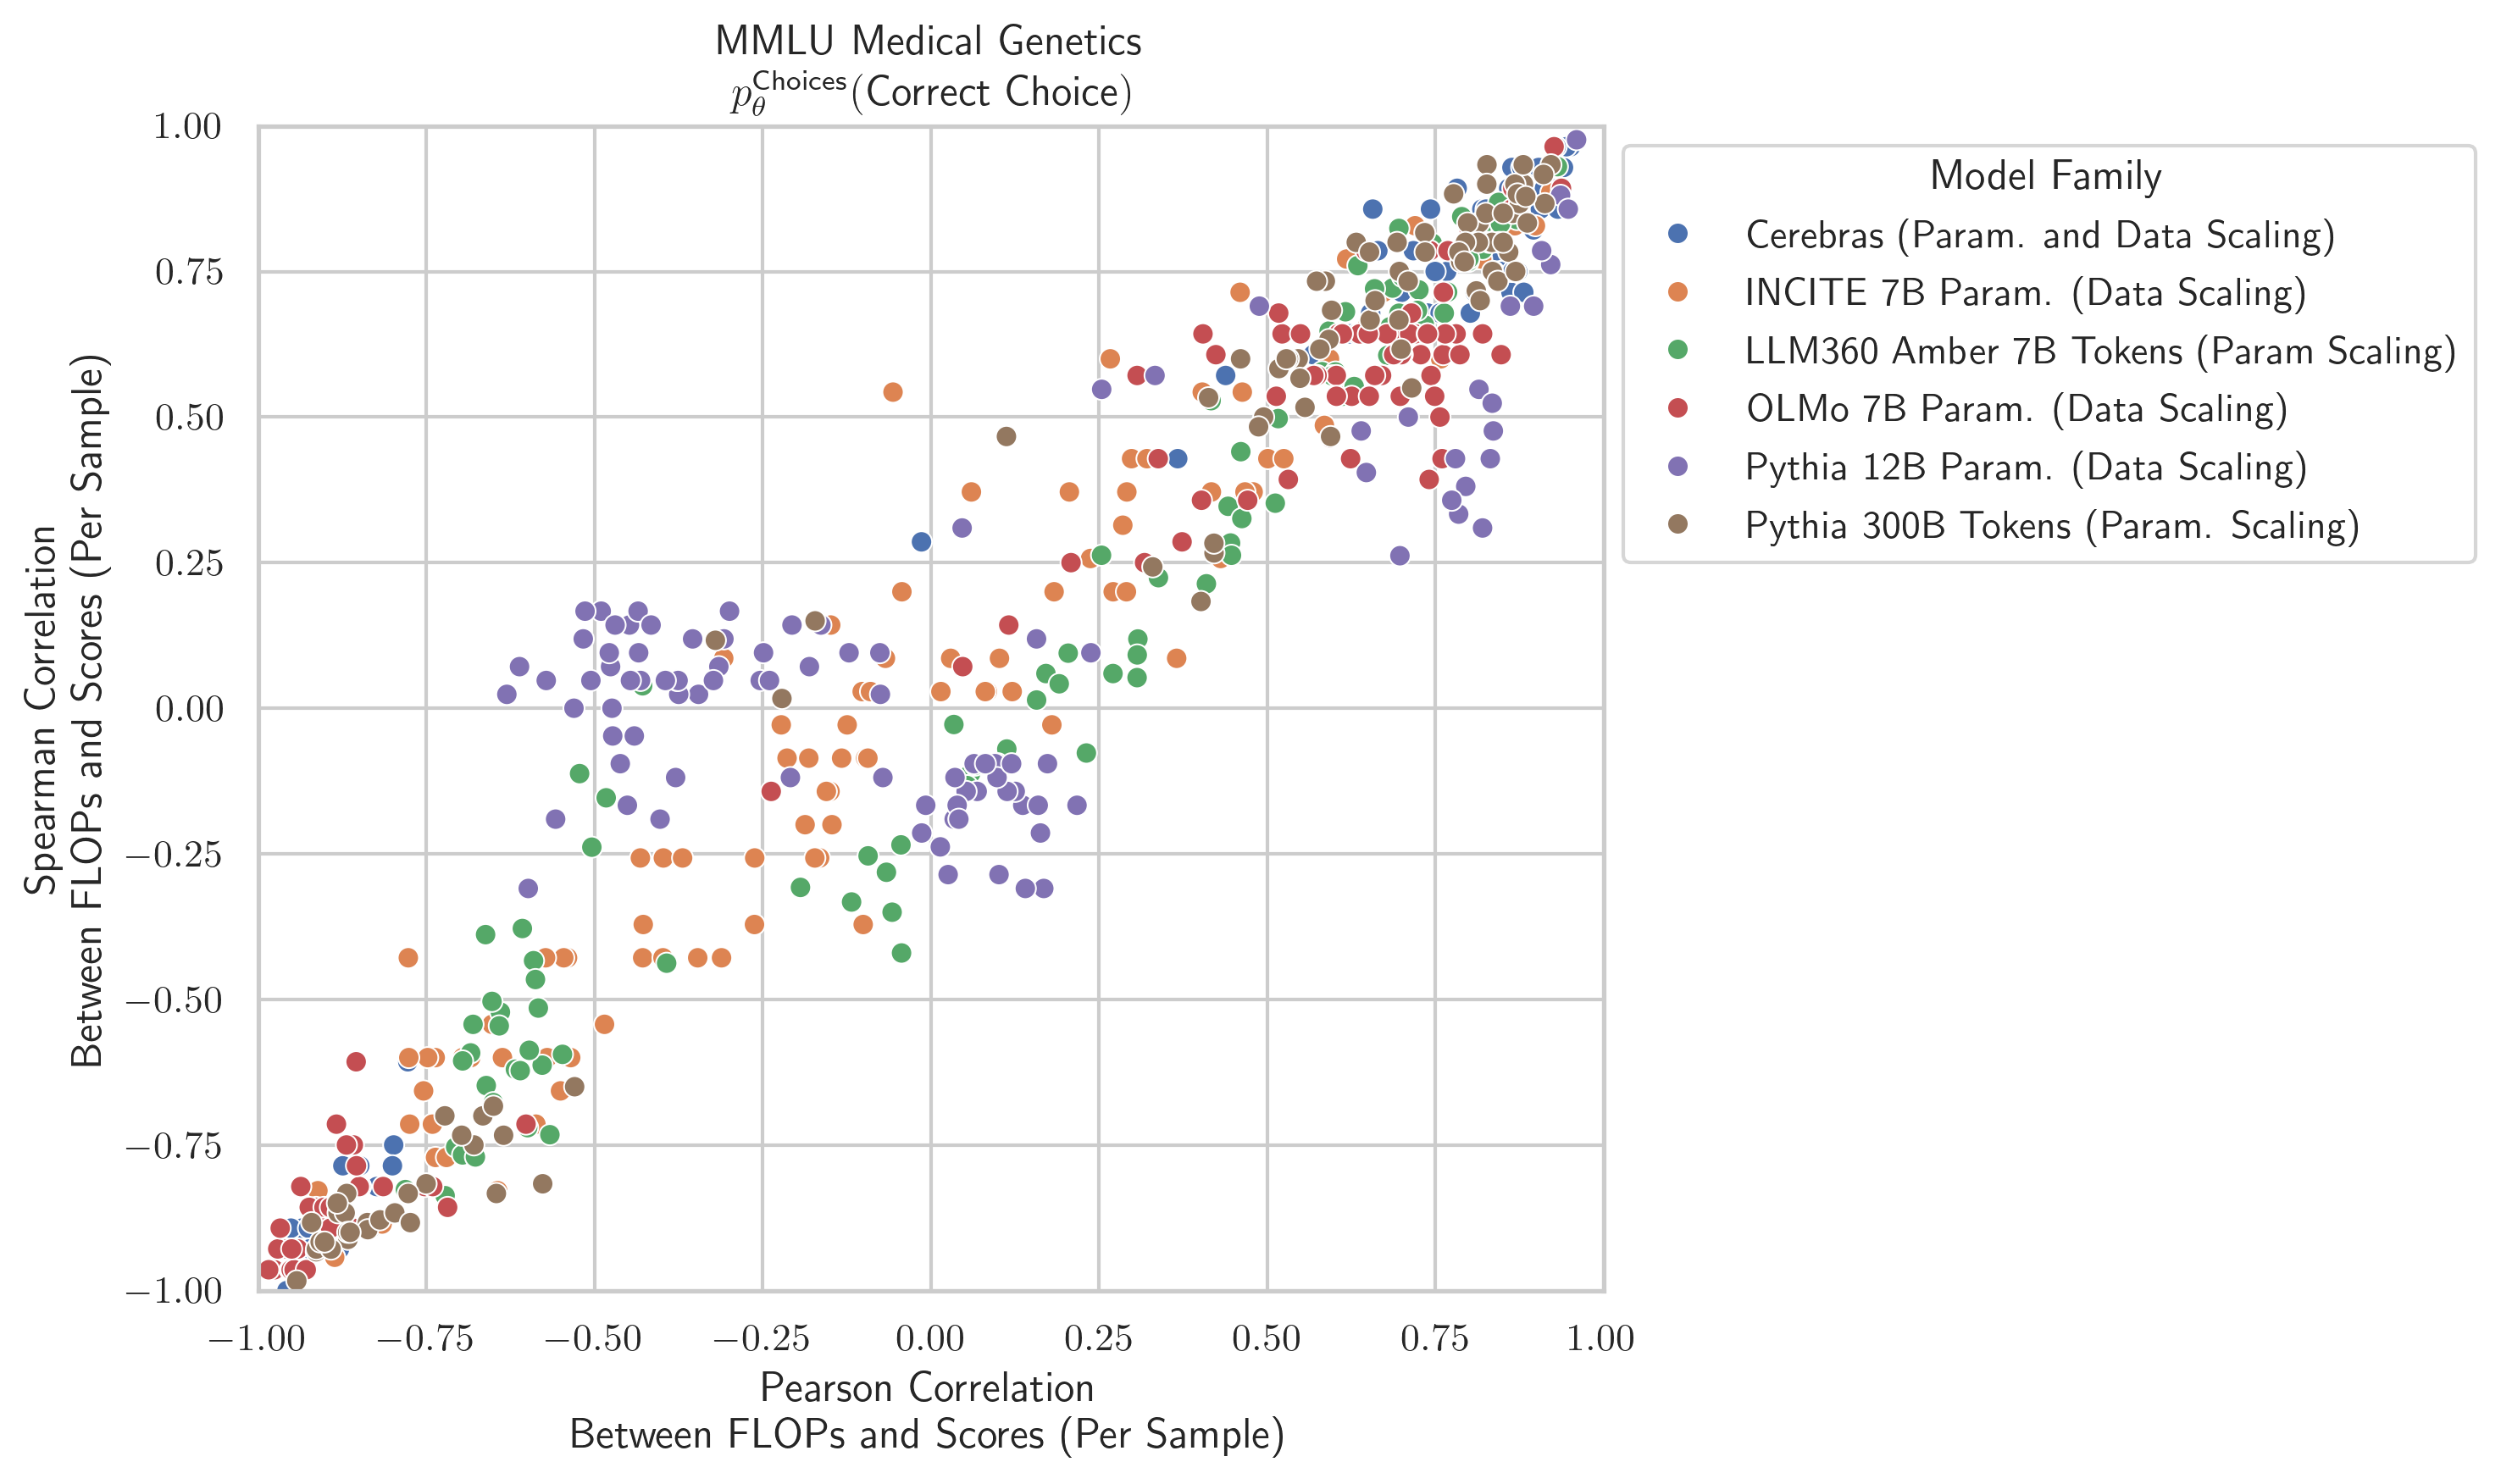 MMLU Medical Genetics
p_θ^Choices(Correct Choice)
1.00
0.75
0.50
0.25
0.00
−0.25
−0.50
−0.75
−1.00
Spearman Correlation
Between FLOPs and Scores (Per Sample)
−1.00 −0.75 −0.50 −0.25 0.00 0.25 0.50 0.75 1.00
Pearson Correlation
Between FLOPs and Scores (Per Sample)
Model Family
Cerebras (Param. and Data Scaling)
INCITE 7B Param. (Data Scaling)
LLM360 Amber 7B Tokens (Param Scaling)
OLMo 7B Param. (Data Scaling)
Pythia 12B Param. (Data Scaling)
Pythia 300B Tokens (Param. Scaling)